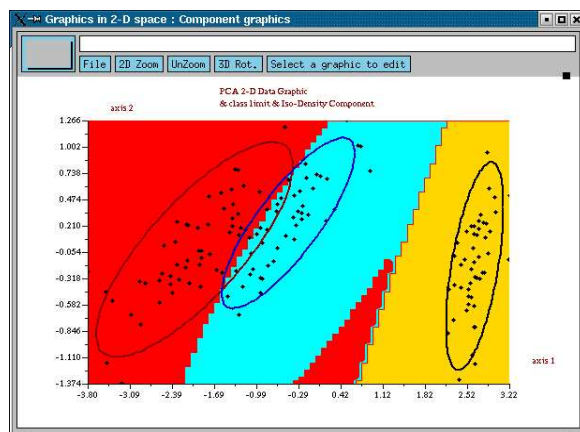 Graphics in 2-D space : Component graphics
File 2D Zoom UnZoom 3D Rot. Select a graphic to edit
PCA 2-D Data Graphic
& class limit & Iso-Density Component
axis 2
1.266
1.002
0.738
0.474
0.210
-0.054
-0.318
-0.582
-0.846
-1.110
-1.374
axis 1
-3.80 -3.09 -2.39 -1.69 -0.99 -0.29 0.42 1.12 1.82 2.52 3.22